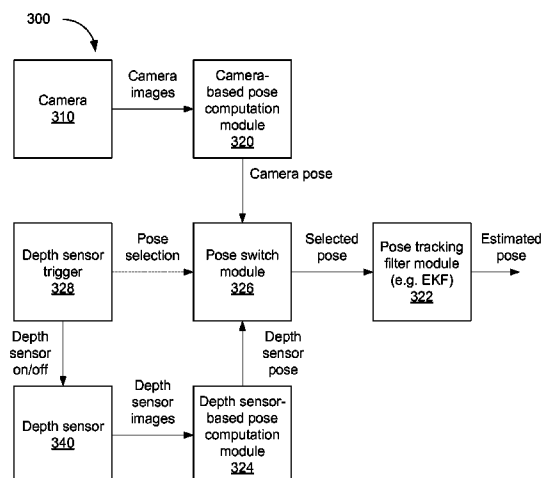 300
Camera
310
Camera
images
Camera-
based pose
computation
module
320
Camera pose
Depth sensor
trigger
328
Pose
selection
Pose switch
module
326
Selected
pose
Pose tracking
filter module
(e.g. EKF)
322
Estimated
pose
Depth
sensor
on/off
Depth
sensor
pose
Depth sensor
340
Depth
sensor
images
Depth sensor-
based pose
computation
module
324